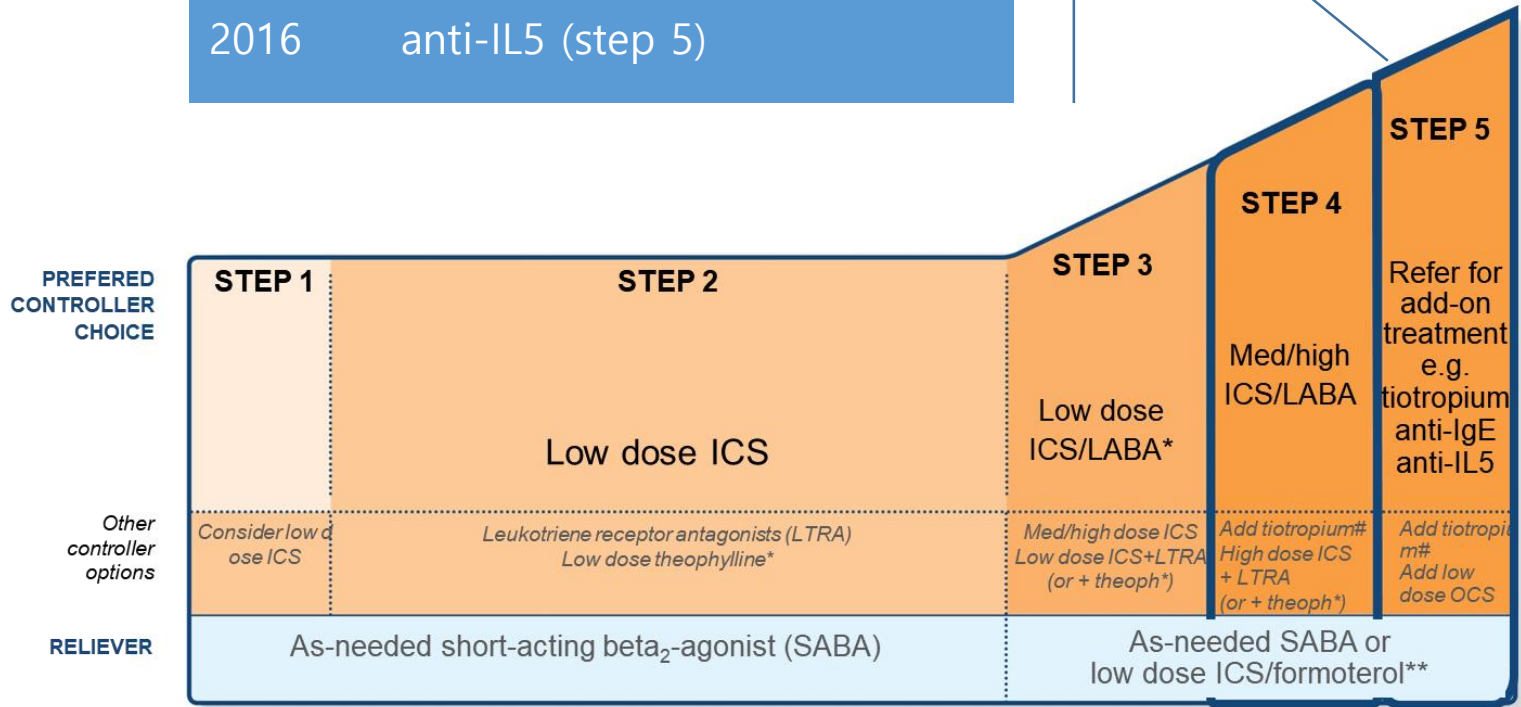 2016 anti-IL5 (step 5)
PREFERED
CONTROLLER
CHOICE
STEP 1
STEP 2
Low dose ICS
STEP 3
Low dose
ICS/LABA*
STEP 4
Med/high
ICS/LABA
STEP 5
Refer for
add-on
treatment
e.g.
tiotropium
anti-IgE
anti-IL5
Other
controller
options
Consider low d
ose ICS
Leukotriene receptor antagonists (LTRA)
Low dose theophylline*
Med/high dose ICS
Low dose ICS+LTRA
(or + theoph*)
Add tiotropium#
High dose ICS
+ LTRA
(or + theoph*)
Add tiotropiu
m#
Add low
dose OCS
RELIEVER
As-needed short-acting beta2-agonist (SABA)
As-needed SABA or
low dose ICS/formoterol**